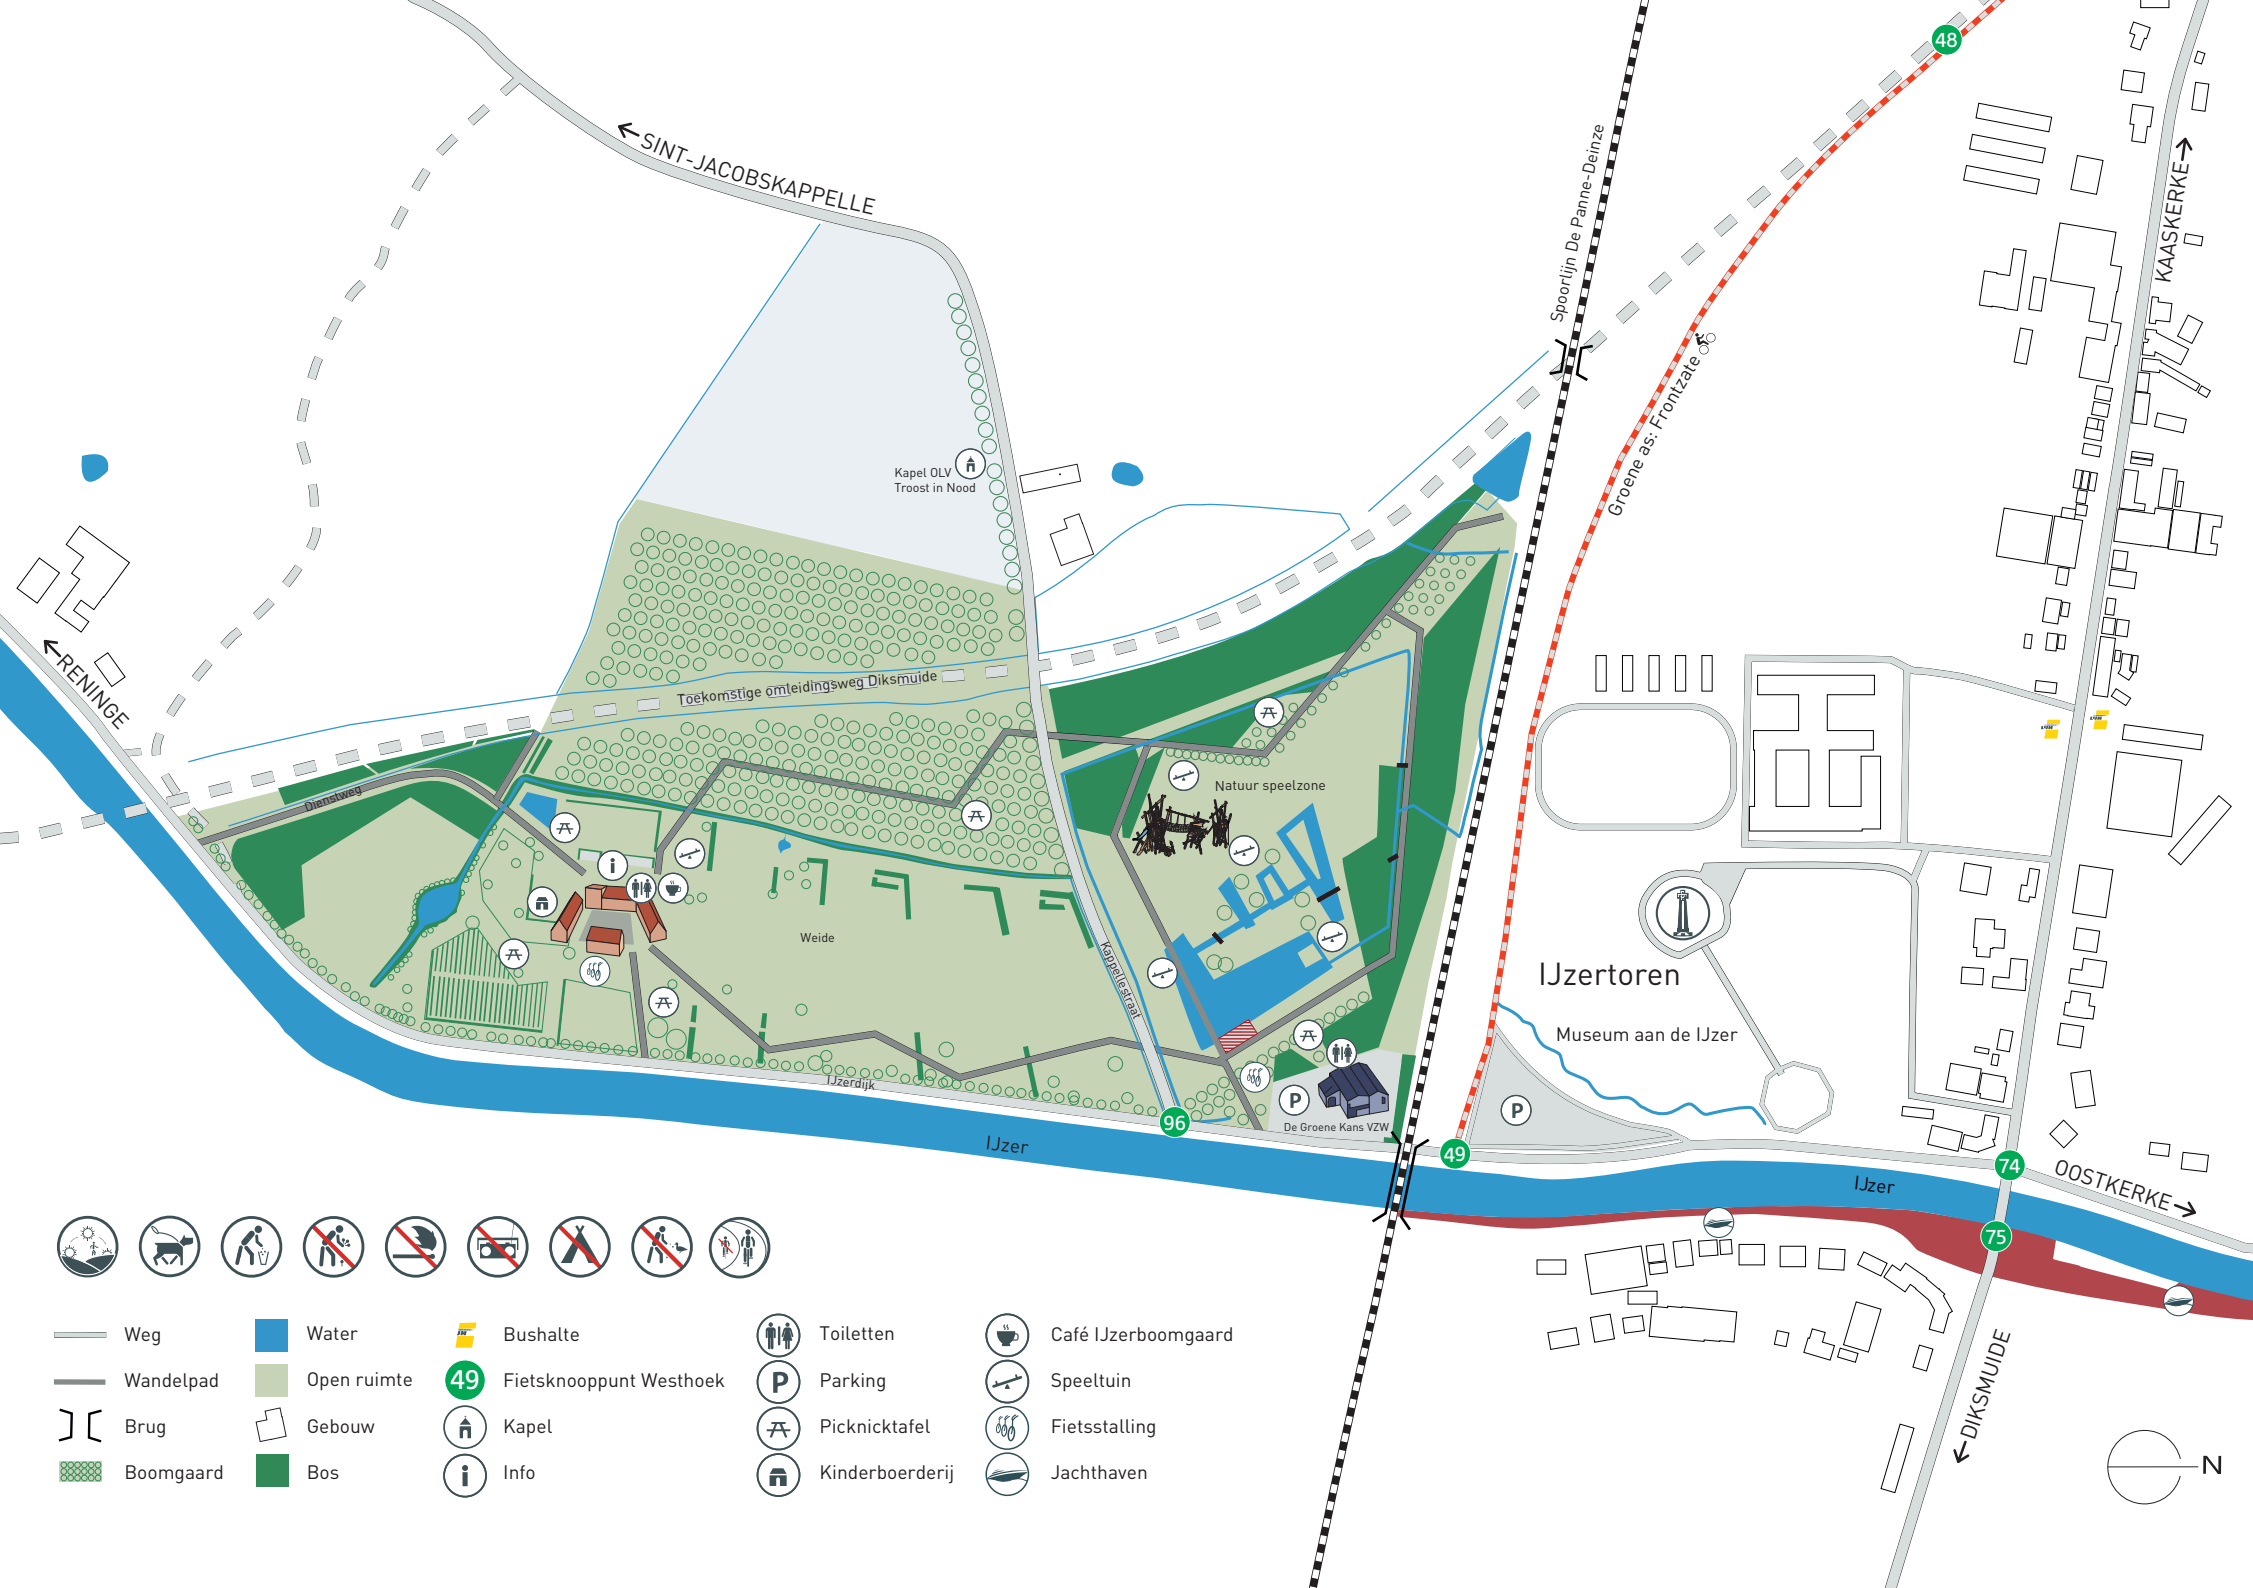 48
SINT-JACOBSKAPPELLE
Spoorlijn De Panne-Deinze
KAASKERKE
Groene as: Frontzate
Kapel OLV
Troost in Nood
RENINGE
Toekomstige omleidingsweg Diksmuide
Dienstweg
Natuur speelzone
Weide
Kappellestraat
IJzertoren
Museum aan de IJzer
IJzerdijk
P
P
De Groene Kans VZW
96
49
IJzer
IJzer
74
75
OOSTKERKE
DIKSMUIDE
N
Weg
Wandelpad
Brug
Boomgaard
Water
Open ruimte
Gebouw
Bos
Bushalte
49 Fietsknooppunt Westhoek
Kapel
i Info
Toiletten
P Parking
Picknicktafel
Kinderboerderij
Café IJzerboomgaard
Speeltuin
Fietsstalling
Jachthaven